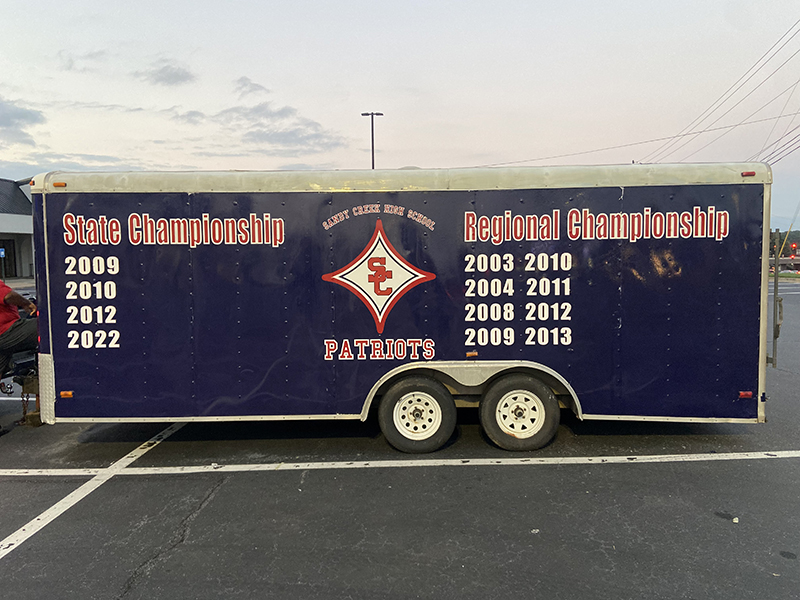 State Championship
2009
2010
2012
2022
SANDY CREEK HIGH SCHOOL
SC
PATRIOTS
Regional Championship
2003 2010
2004 2011
2008 2012
2009 2013